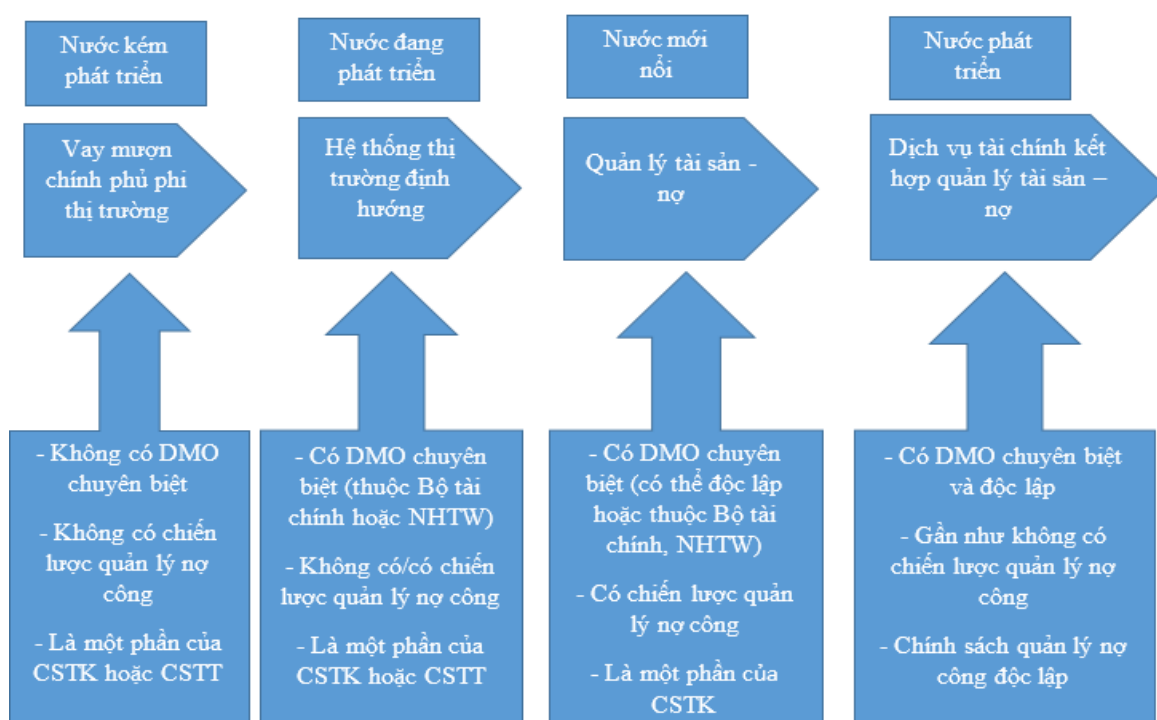 Nước kém
phát triển
Nước đang
phát triển
Nước mới
nổi
Nước phát
triển
Vay mượn
chính phủ phi
thị trường
Hệ thống thị
trường định
hướng
Quản lý tài sản -
nợ
Dịch vụ tài chính kết
hợp quản lý tài sản –
nợ
- Không có DMO
chuyên biệt
- Không có chiến
lược quản lý nợ
công
- Là một phần của
CSTK hoặc CSTT
- Có DMO chuyên
biệt (thuộc Bộ tài
chính hoặc NHTW)
- Không có/có chiến
lược quản lý nợ công
- Là một phần của
CSTK hoặc CSTT
- Có DMO chuyên
biệt (có thể độc lập
hoặc thuộc Bộ tài
chính, NHTW)
- Có chiến lược quản
lý nợ công
- Là một phần của
CSTK
- Có DMO chuyên biệt
và độc lập
- Gần như không có
chiến lược quản lý nợ
công
- Chính sách quản lý nợ
công độc lập